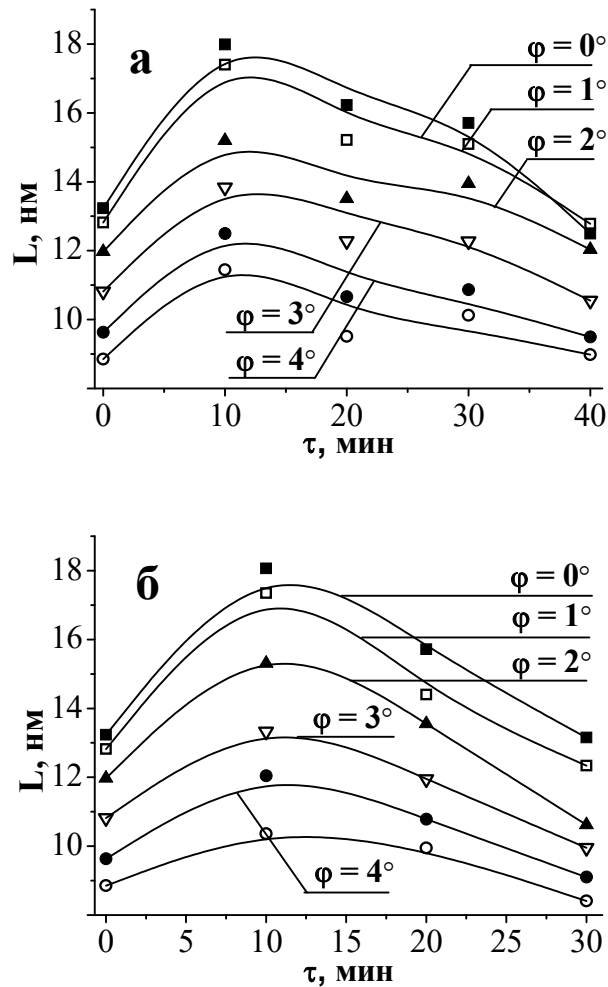 а
φ = 0°
φ = 1°
φ = 2°
φ = 3°
φ = 4°
L, нм
18
16
14
12
10
0 10 20 30 40
τ, мин
б
φ = 0°
φ = 1°
φ = 2°
φ = 3°
φ = 4°
L, нм
18
16
14
12
10
0 5 10 15 20 25 30
τ, мин